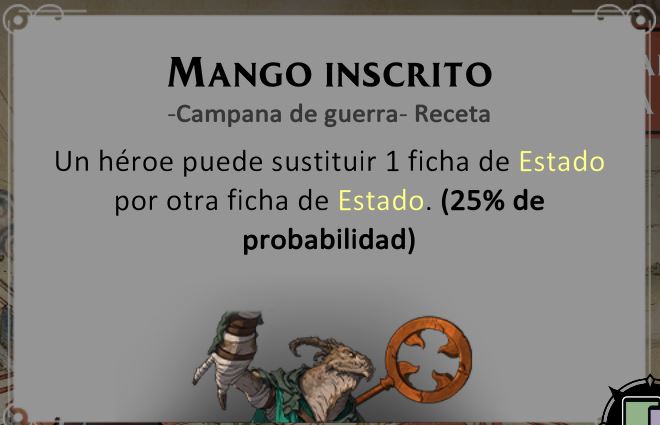 MANGO INSCRITO
-Campana de guerra- Receta
Un héroe puede sustituir 1 ficha de Estado
por otra ficha de Estado. (25% de
probabilidad)